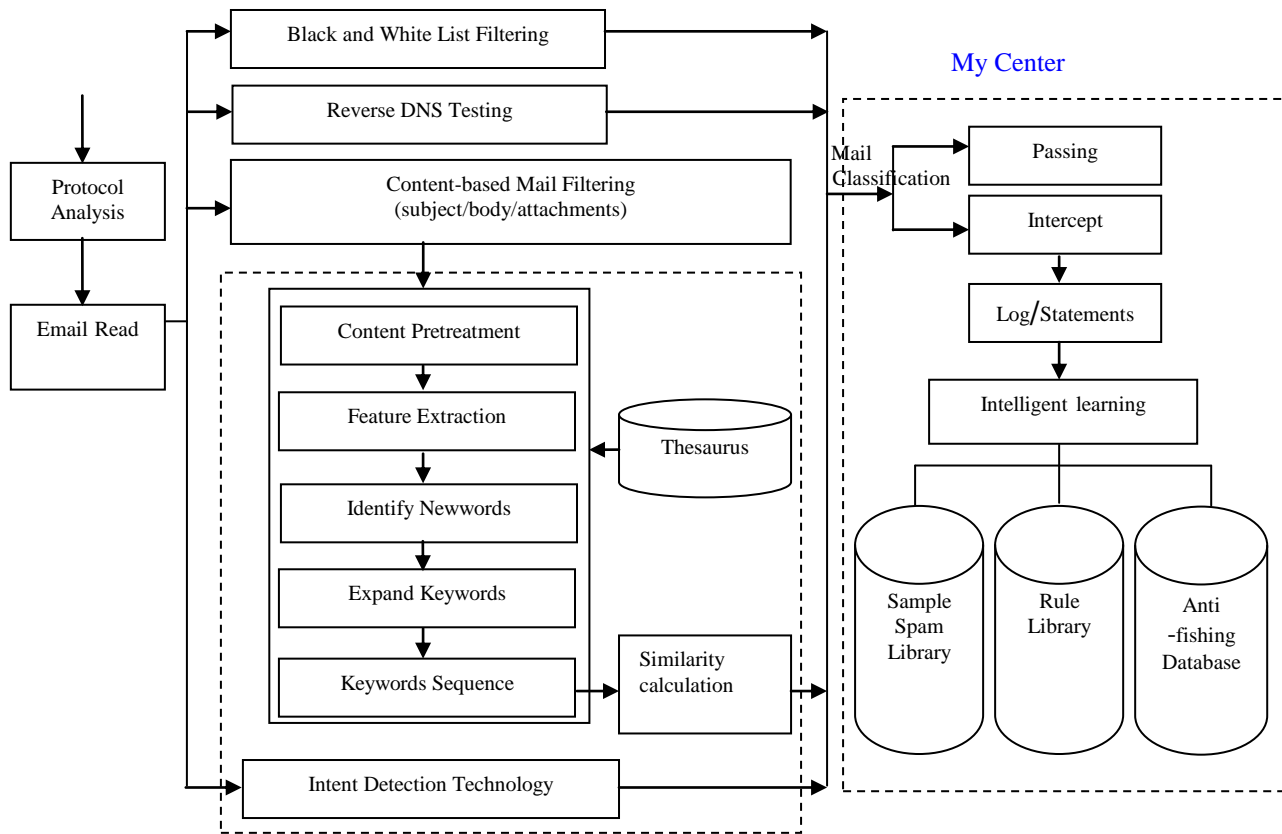 Black and White List Filtering
My Center
Reverse DNS Testing
Protocol
Analysis
Content-based Mail Filtering
(subject/body/attachments)
Mail
Classification
Passing
Intercept
Email Read
Content Pretreatment
Log/Statements
Feature Extraction
Thesaurus
Intelligent learning
Identify Newwords
Expand Keywords
Sample
Spam
Library
Rule
Library
Anti
-fishing
Database
Keywords Sequence
Similarity
calculation
Intent Detection Technology